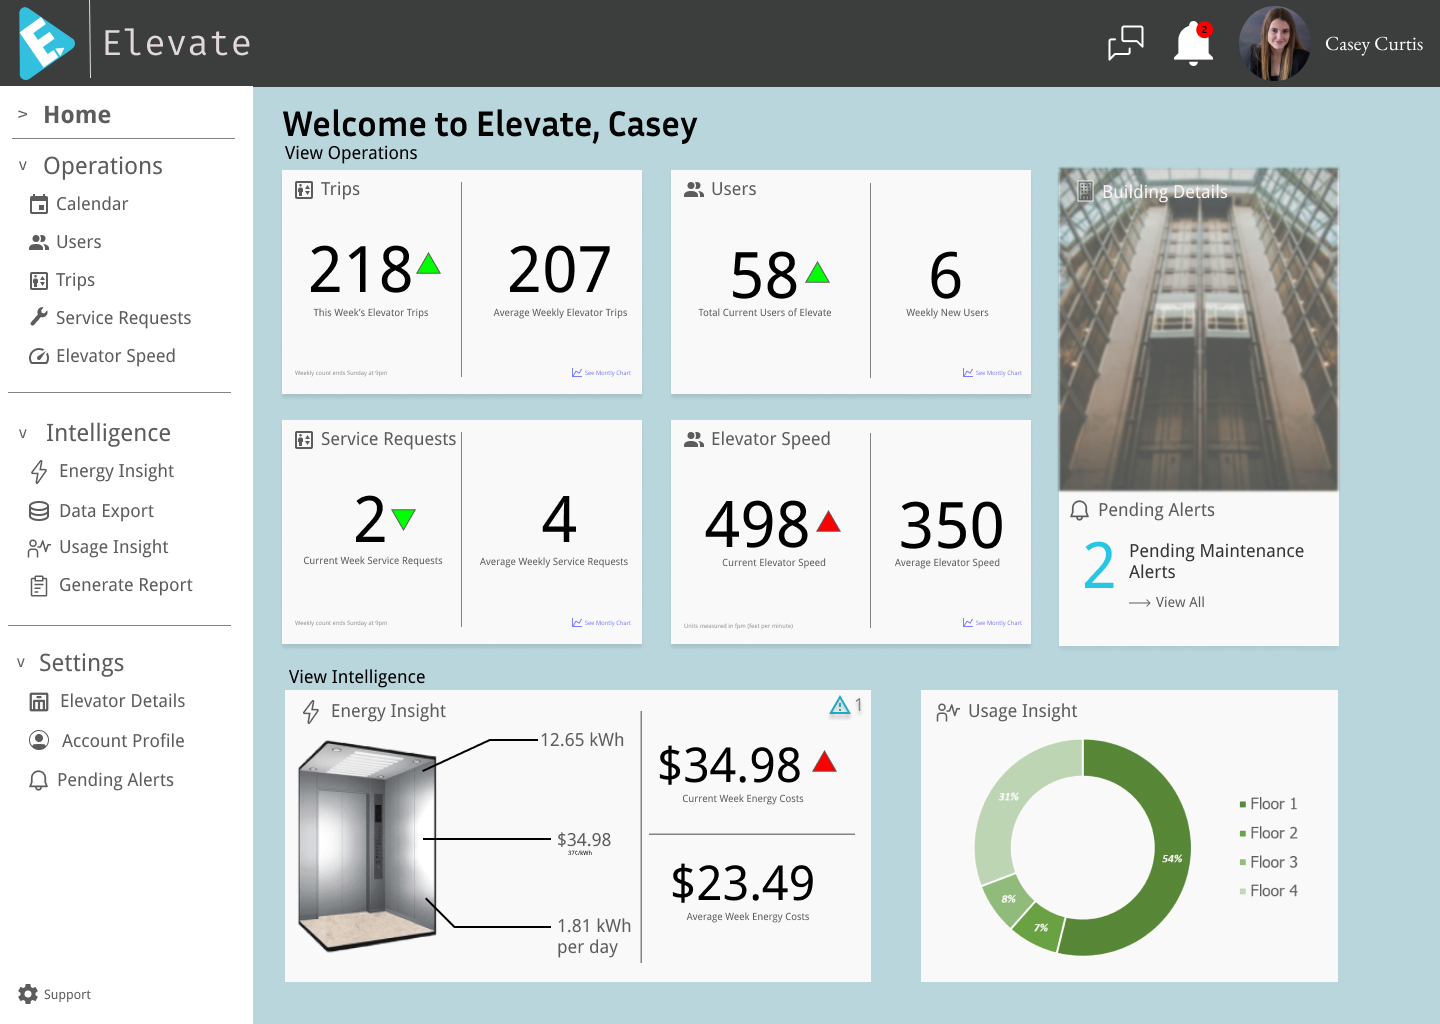 Elevate
2
Casey Curtis
> Home
v Operations
Calendar
Users
Trips
Service Requests
Elevator Speed
v Intelligence
Energy Insight
Data Export
Usage Insight
Generate Report
v Settings
Elevator Details
Account Profile
Pending Alerts
Support
Welcome to Elevate, Casey
View Operations
Trips
218
This Week's Elevator Trips
207
Average Weekly Elevator Trips
Weekly count ends Sunday at 9pm
See Montly Chart
Users
58
Total Current Users of Elevate
6
Weekly New Users
See Montly Chart
Service Requests
2
Current Week Service Requests
4
Average Weekly Service Requests
Weekly count ends Sunday at 9pm
See Montly Chart
Elevator Speed
498
Current Elevator Speed
350
Average Elevator Speed
Units measured in fpm (feet per minute)
See Montly Chart
Building Details
Pending Alerts
2
Pending Maintenance
Alerts
View All
View Intelligence
Energy Insight
1
12.65 kWh
$34.98
37¢/kWh
1.81 kWh
per day
$34.98
Current Week Energy Costs
$23.49
Average Week Energy Costs
Usage Insight
31%
54%
8%
7%
Floor 1
Floor 2
Floor 3
Floor 4